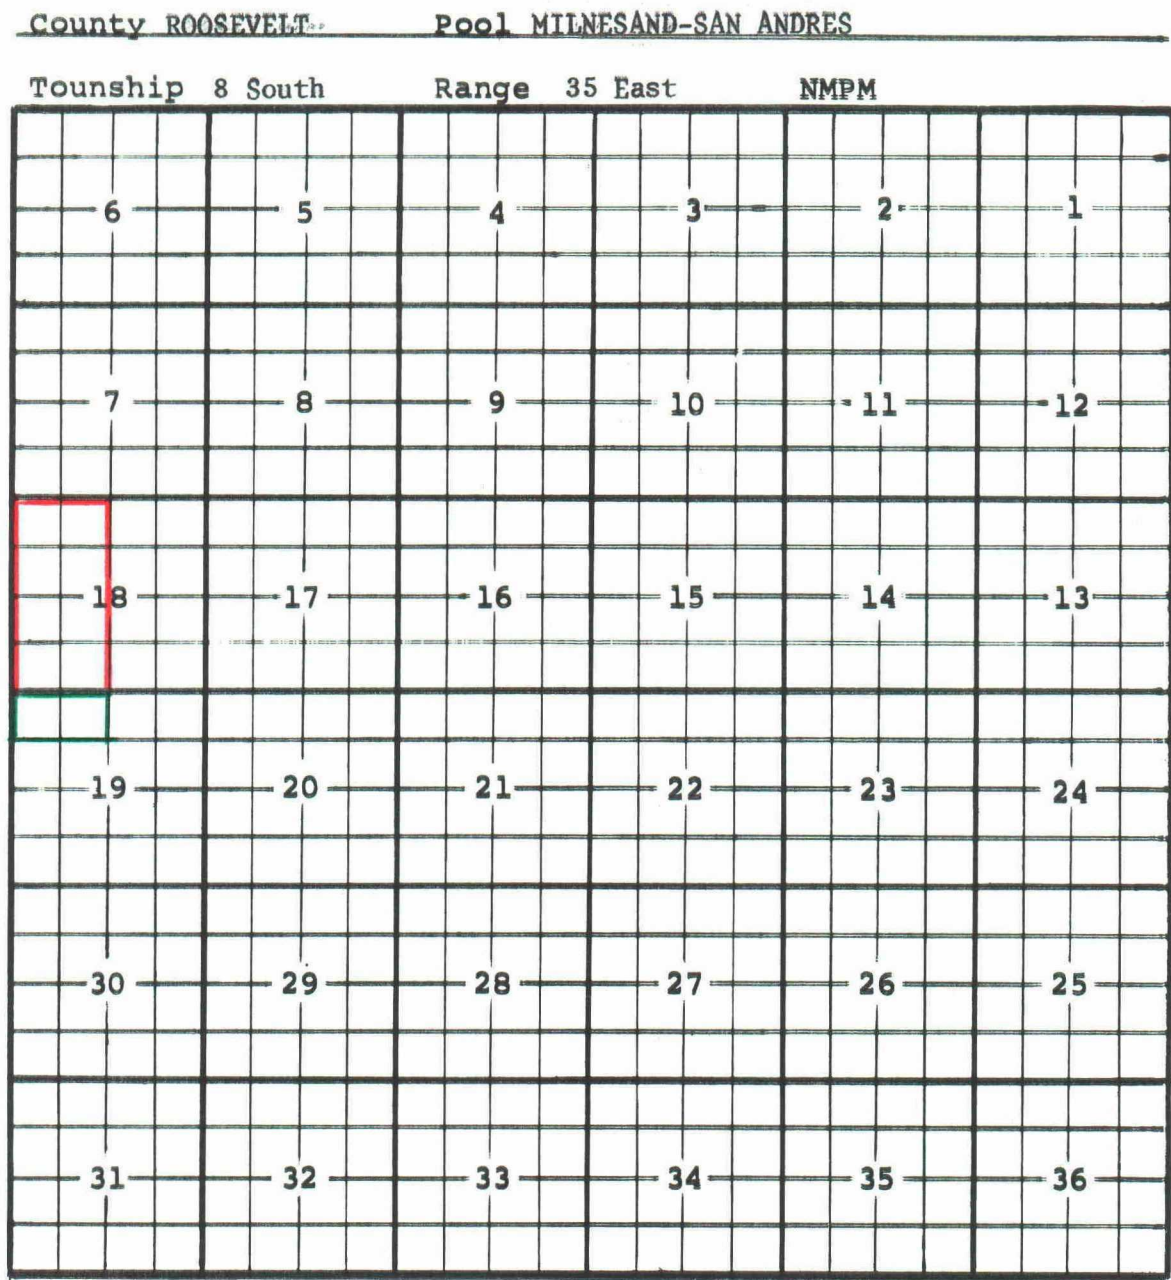 County ROOSEVELT Pool MILNESAND-SAN ANDRES
Tounship 8 South Range 35 East NMPM
6 5 4 3 2 1
7 8 9 10 11 12
18 17 16 15 14 13
19 20 21 22 23 24
30 29 28 27 26 25
31 32 33 34 35 36